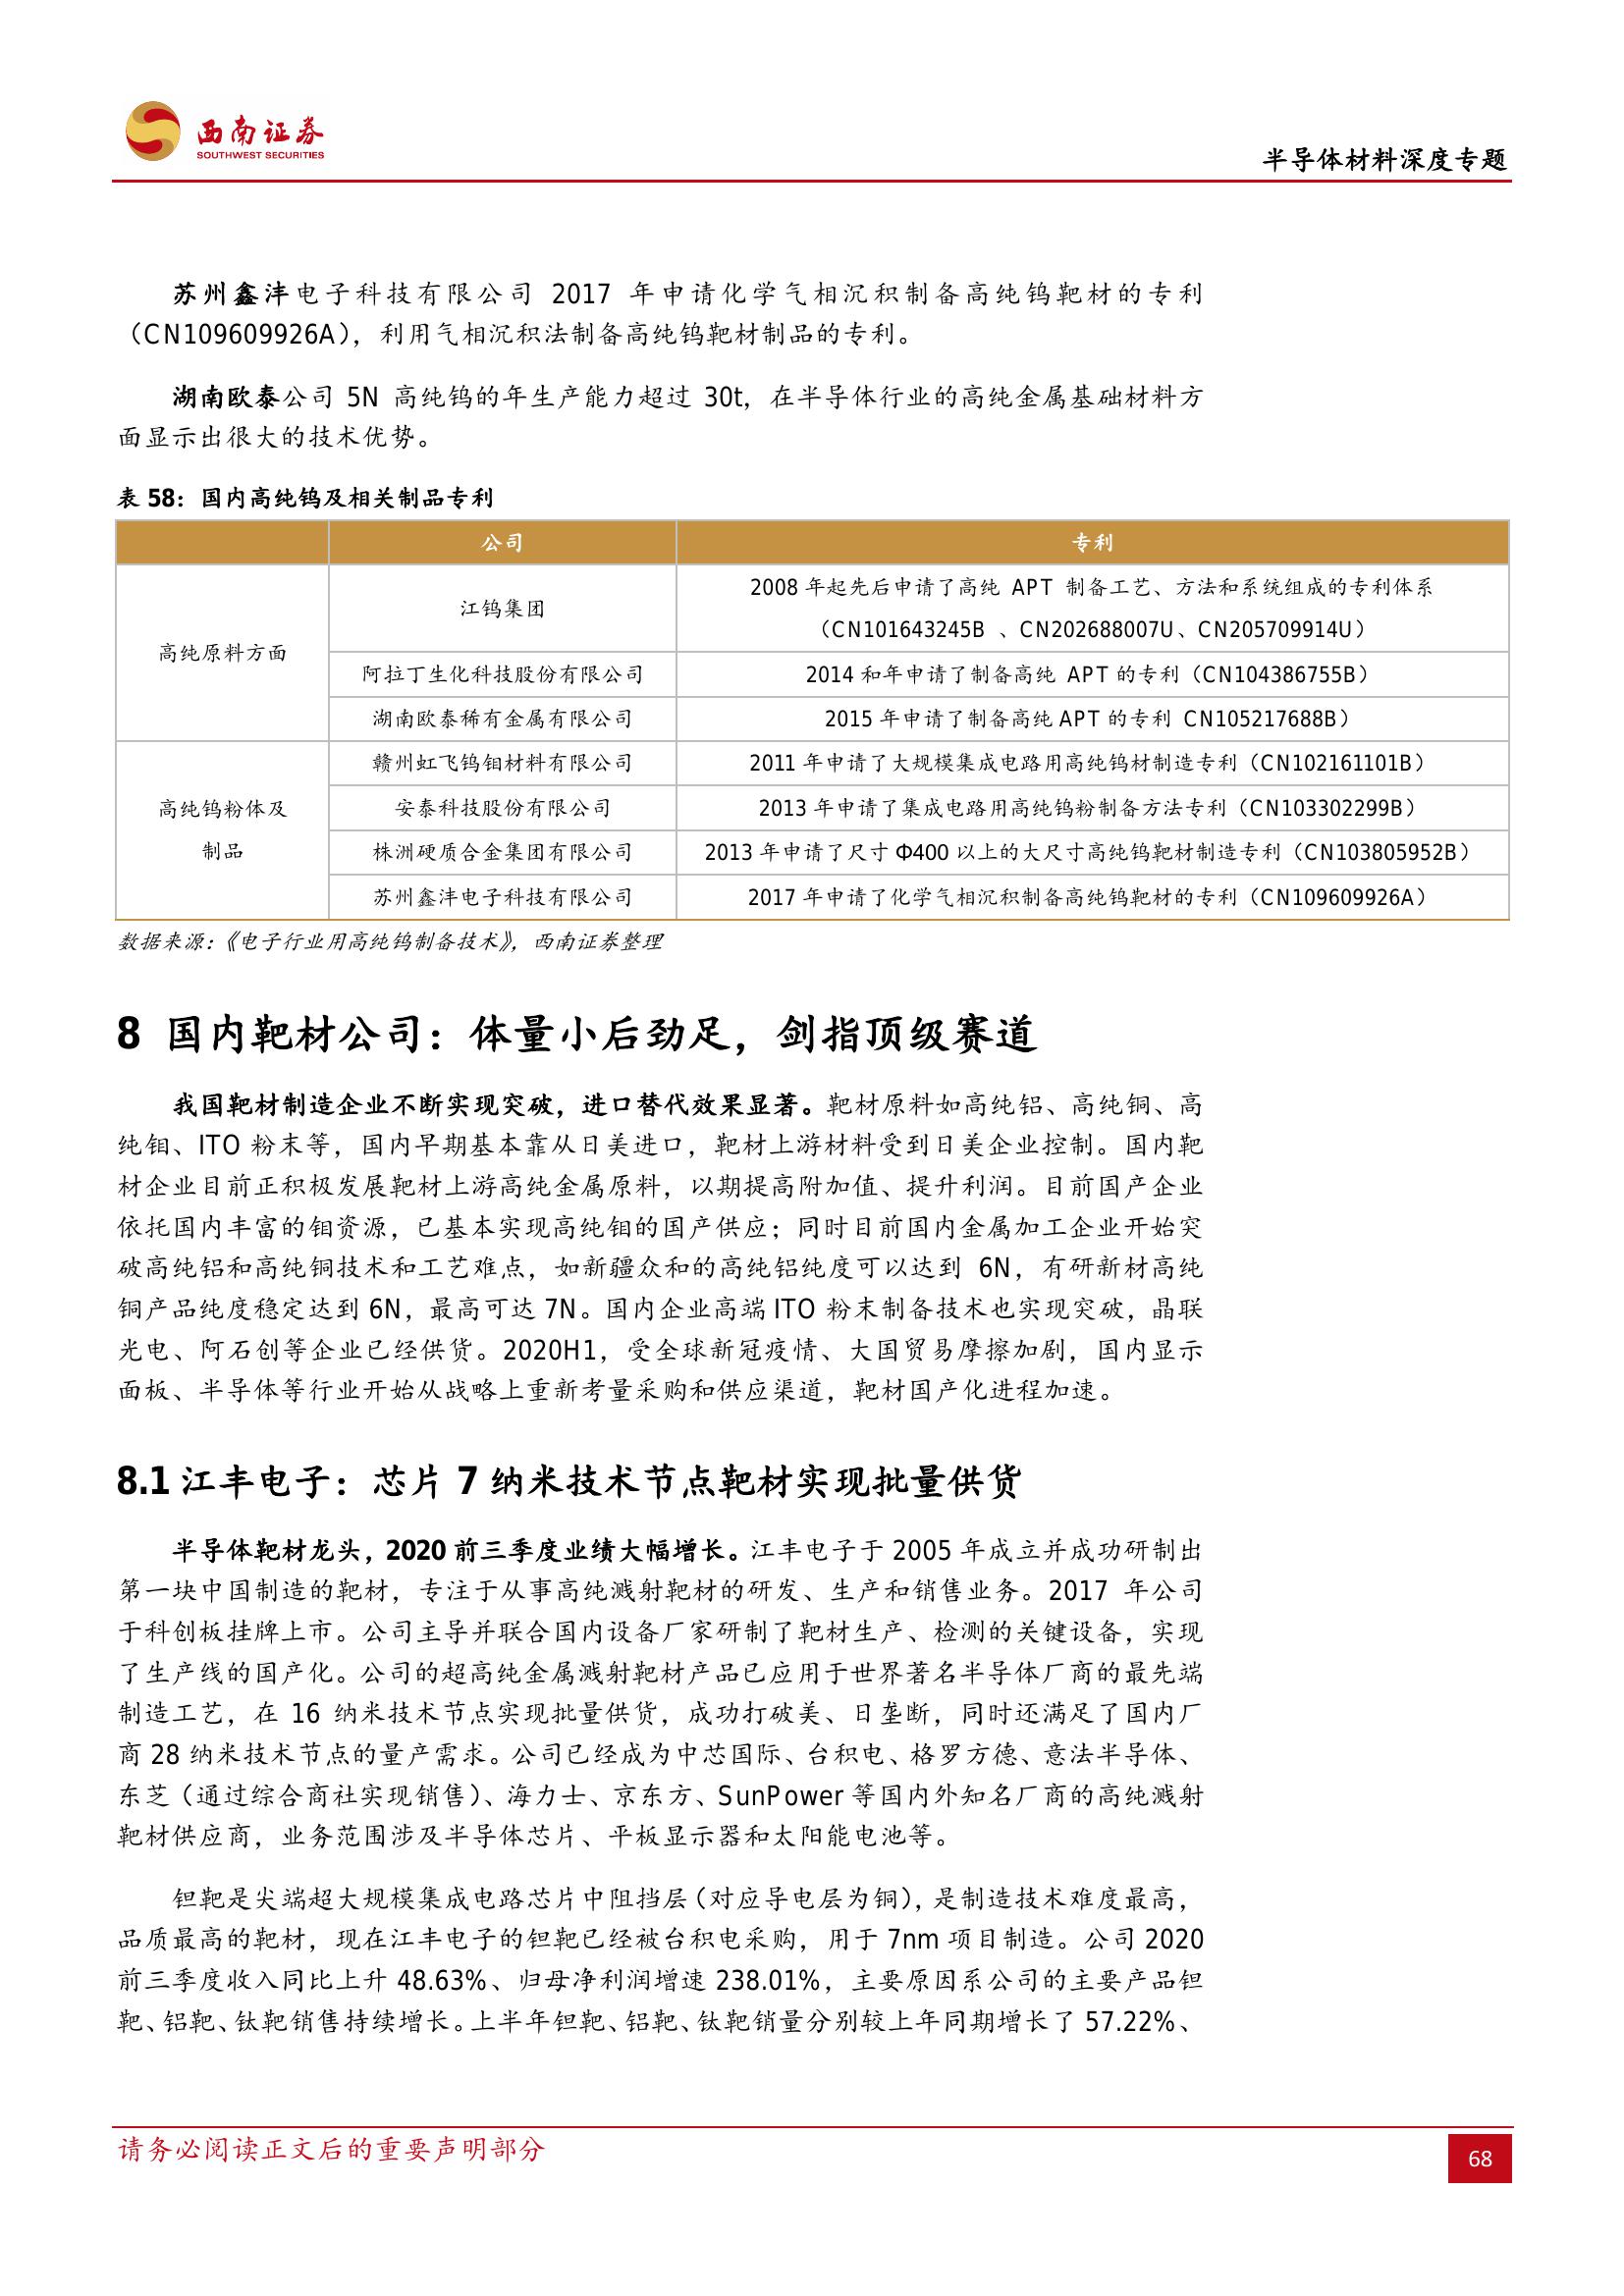 西南证券
SOUTHWEST SECURITIES
半导体材料深度专题
苏州鑫沣电子科技有限公司 2017 年申请化学气相沉积制备高纯钨靶材的专利
（CN109609926A），利用气相沉积法制备高纯钨靶材制品的专利。
湖南欧泰公司 5N 高纯钨的年生产能力超过 30t，在半导体行业的高纯金属基础材料方
面显示出很大的技术优势。
表 58：国内高纯钨及相关制品专利
公司 专利
高纯原料方面
江钨集团
2008 年起先后申请了高纯 APT 制备工艺、方法和系统组成的专利体系
（CN101643245B 、CN202688007U、CN205709914U）
阿拉丁生化科技股份有限公司 2014 和年申请了制备高纯 APT 的专利（CN104386755B）
湖南欧泰稀有金属有限公司 2015 年申请了制备高纯 APT 的专利 CN105217688B）
高纯钨粉体及
制品
赣州虹飞钨钼材料有限公司 2011 年申请了大规模集成电路用高纯钨材制造专利（CN102161101B）
安泰科技股份有限公司 2013 年申请了集成电路用高纯钨粉制备方法专利（CN103302299B）
株洲硬质合金集团有限公司 2013 年申请了尺寸 Φ400 以上的大尺寸高纯钨靶材制造专利（CN103805952B）
苏州鑫沣电子科技有限公司 2017 年申请了化学气相沉积制备高纯钨靶材的专利（CN109609926A）
数据来源：《电子行业用高纯钨制备技术》，西南证券整理
8 国内靶材公司：体量小后劲足，剑指顶级赛道
我国靶材制造企业不断实现突破，进口替代效果显著。靶材原料如高纯铝、高纯铜、高
纯钼、ITO 粉末等，国内早期基本靠从日美进口，靶材上游材料受到日美企业控制。国内靶
材企业目前正积极发展靶材上游高纯金属原料，以期提高附加值、提升利润。目前国产企业
依托国内丰富的钼资源，已基本实现高纯钼的国产供应；同时目前国内金属加工企业开始突
破高纯铝和高纯铜技术和工艺难点，如新疆众和的高纯铝纯度可以达到 6N，有研新材高纯
铜产品纯度稳定达到 6N，最高可达 7N。国内企业高端 ITO 粉末制备技术也实现突破，晶联
光电、阿石创等企业已经供货。2020H1，受全球新冠疫情、大国贸易摩擦加剧，国内显示
面板、半导体等行业开始从战略上重新考量采购和供应渠道，靶材国产化进程加速。
8.1 江丰电子：芯片 7 纳米技术节点靶材实现批量供货
半导体靶材龙头，2020 前三季度业绩大幅增长。江丰电子于 2005 年成立并成功研制出
第一块中国制造的靶材，专注于从事高纯溅射靶材的研发、生产和销售业务。2017 年公司
于科创板挂牌上市。公司主导并联合国内设备厂家研制了靶材生产、检测的关键设备，实现
了生产线的国产化。公司的超高纯金属溅射靶材产品已应用于世界著名半导体厂商的最先端
制造工艺，在 16 纳米技术节点实现批量供货，成功打破美、日垄断，同时还满足了国内厂
商 28 纳米技术节点的量产需求。公司已经成为中芯国际、台积电、格罗方德、意法半导体、
东芝（通过综合商社实现销售）、海力士、京东方、SunPower 等国内外知名厂商的高纯溅射
靶材供应商，业务范围涉及半导体芯片、平板显示器和太阳能电池等。
钽靶是尖端超大规模集成电路芯片中阻挡层（对应导电层为铜），是制造技术难度最高，
品质最高的靶材，现在江丰电子的钽靶已经被台积电采购，用于 7nm 项目制造。公司 2020
前三季度收入同比上升 48.63%、归母净利润增速 238.01%，主要原因系公司的主要产品钽
靶、铝靶、钛靶销售持续增长。上半年钽靶、铝靶、钛靶销量分别较上年同期增长了 57.22%、
请务必阅读正文后的重要声明部分
68